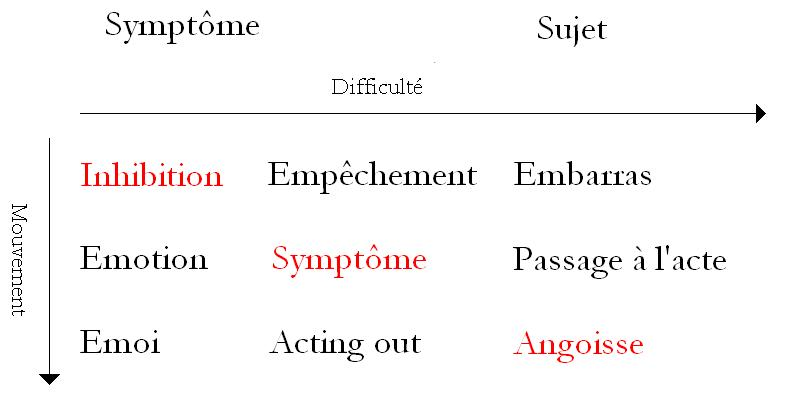 Symptôme Sujet
Difficulté
Mouvement
Inhibition Empêchement Embarras
Emotion Symptôme Passage à l'acte
Emoi Acting out Angoisse